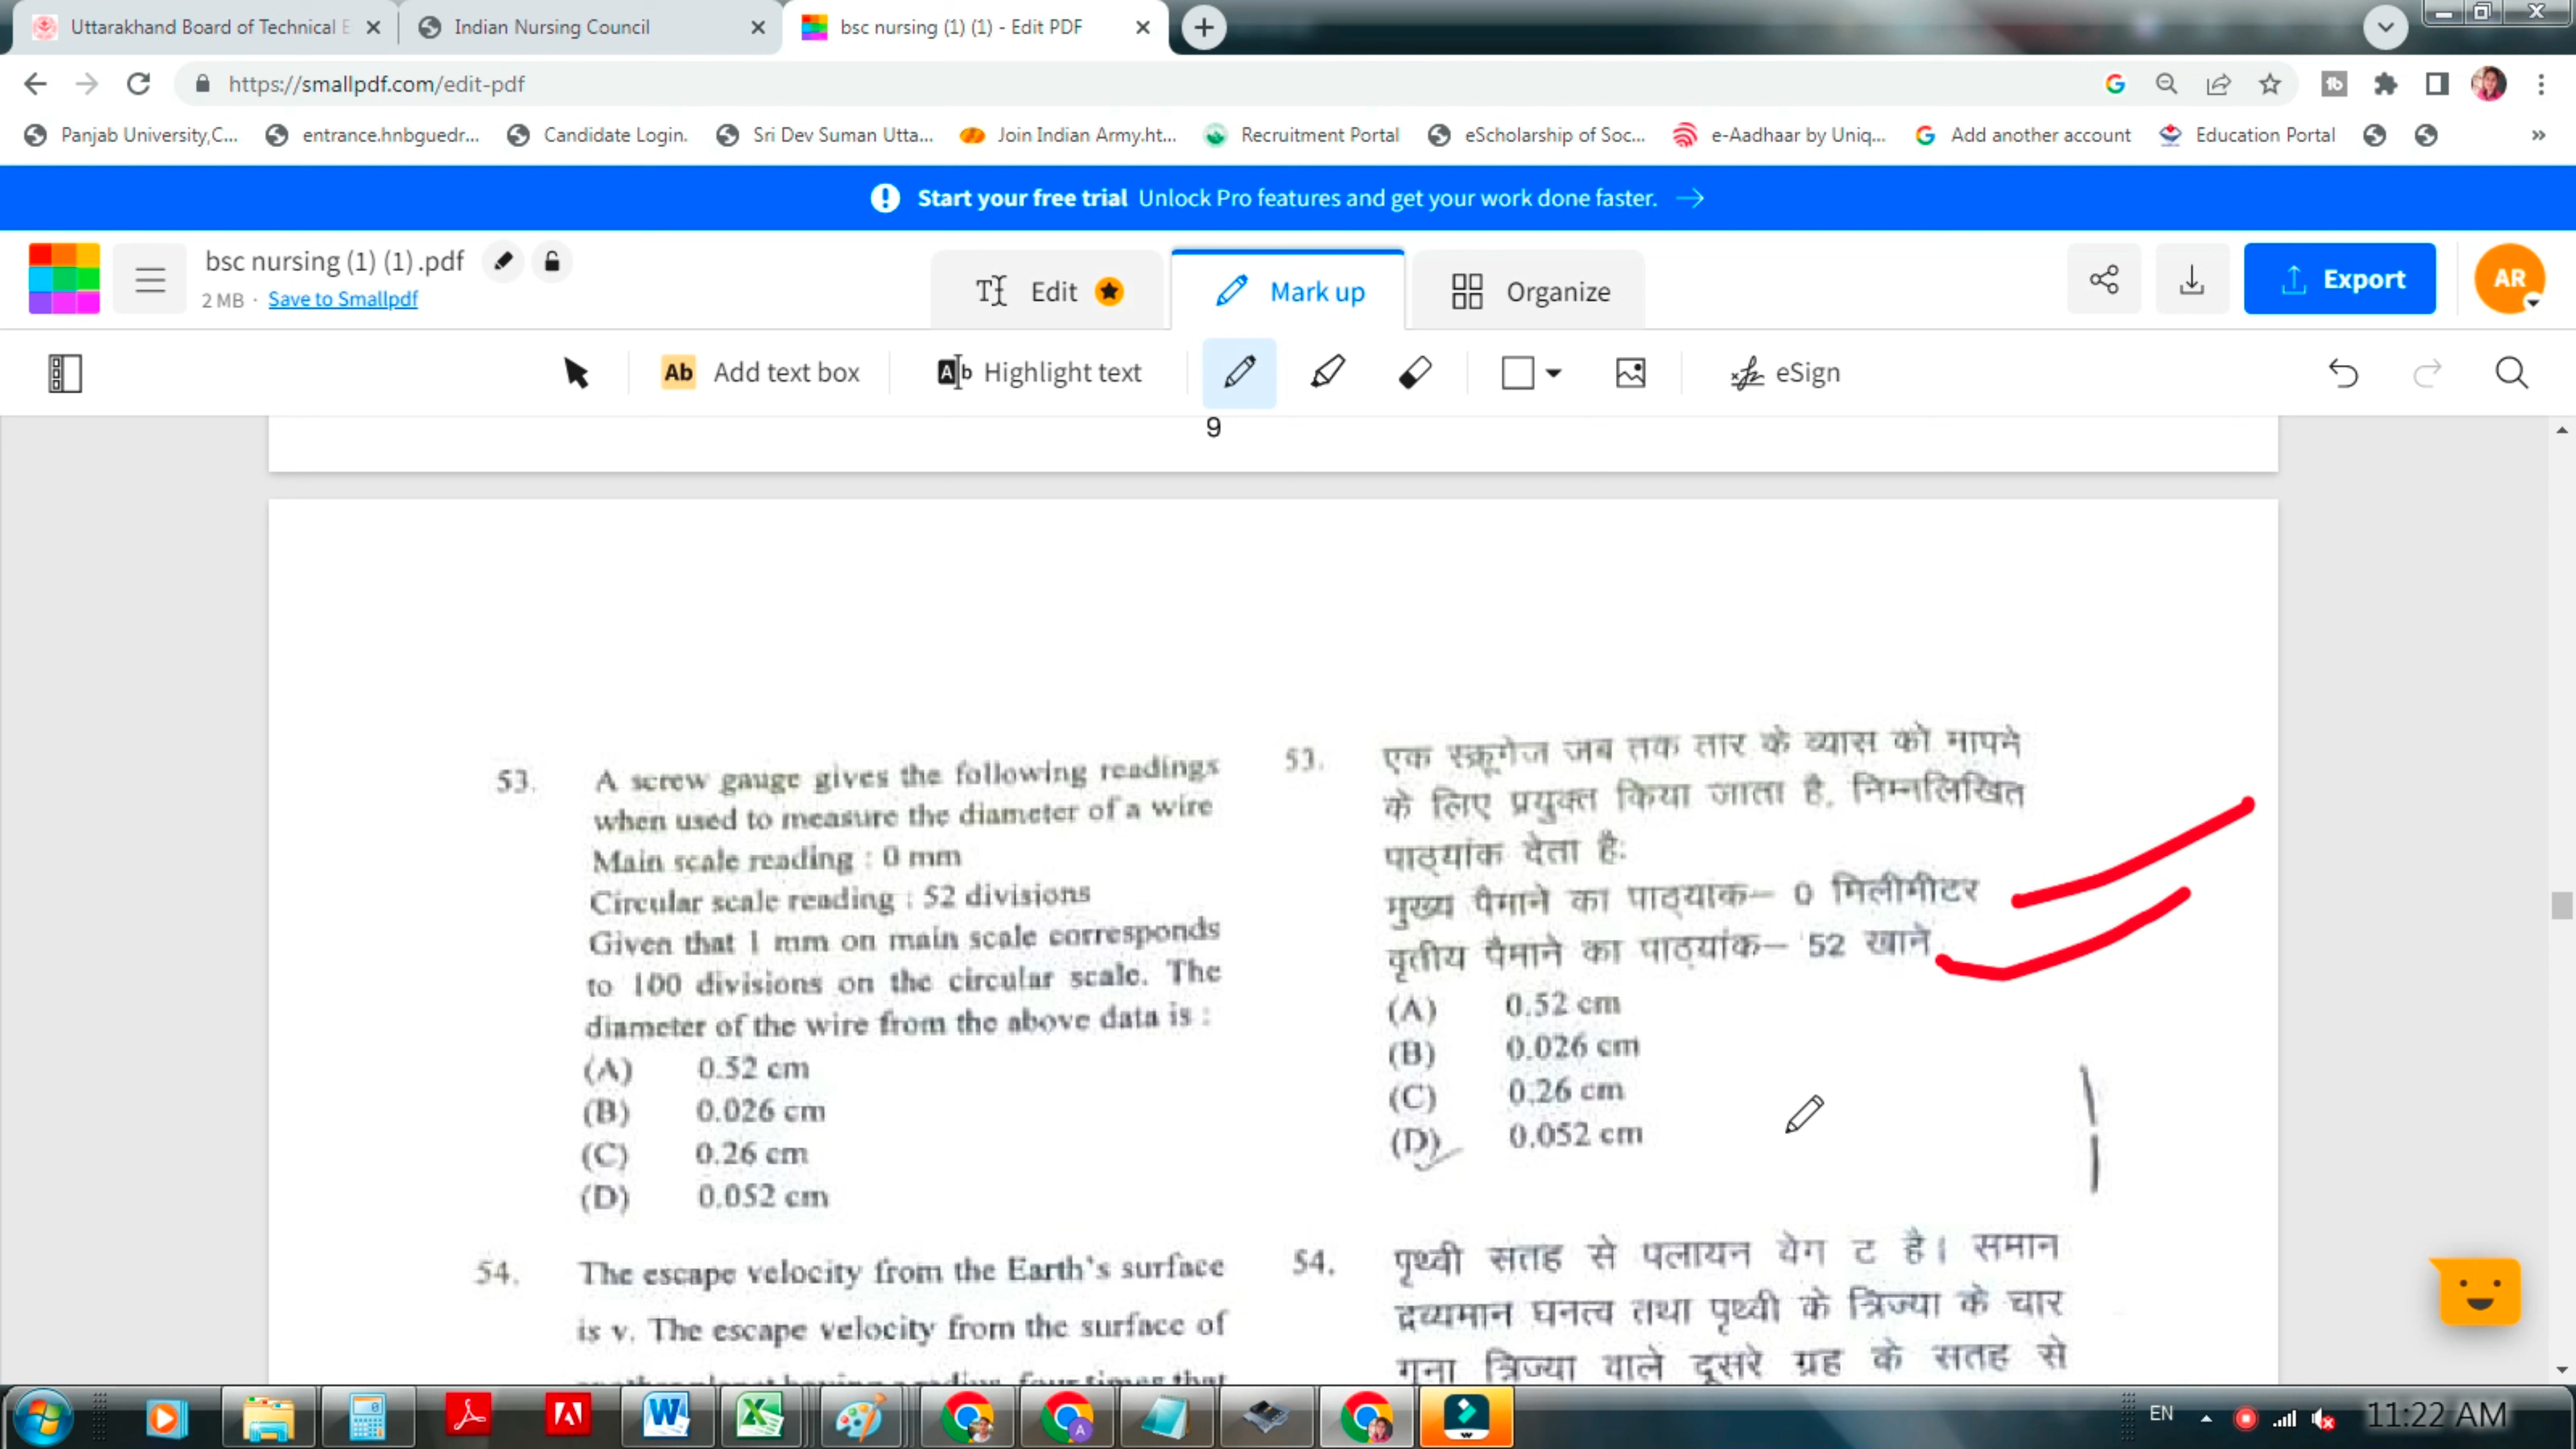 Uttarakhand Board of Technical E
Indian Nursing Council
bsc nursing (1) (1) - Edit PDF
https://smallpdf.com/edit-pdf
Panjab University,C...
entrance.hnbguedr...
Candidate Login.
Sri Dev Suman Utta...
Join Indian Army.ht...
Recruitment Portal
eScholarship of Soc...
e-Aadhaar by Uniq...
Add another account
Education Portal
Start your free trial Unlock Pro features and get your work done faster.
bsc nursing (1) (1) .pdf
2 MB · Save to Smallpdf
Edit
Mark up
Organize
Export
AR
Ab Add text box
Highlight text
eSign
9
53. A screw gauge gives the following readings
when used to measure the diameter of a wire
Main scale reading : 0 mm
Circular scale reading : 52 divisions
Given that 1 mm on main scale corresponds
to 100 divisions on the circular scale. The
diameter of the wire from the above data is :
(A) 0.52 cm
(B) 0.026 cm
(C) 0.26 cm
(D) 0.052 cm
54. The escape velocity from the Earth's surface
is v. The escape velocity from the surface of
another planet having a radius, four times that
53. एक स्क्रूगेज जब तक तार के व्यास को मापने
के लिए प्रयुक्त किया जाता है, निम्नलिखित
पाठ्यांक देता है:
मुख्य पैमाने का पाठ्याक– 0 मिलीमीटर
वृतीय पैमाने का पाठ्यांक– 52 खाने
(A) 0.52 cm
(B) 0.026 cm
(C) 0.26 cm
(D) 0.052 cm
54. पृथ्वी सतह से पलायन वेग ट है। समान
द्रव्यमान घनत्व तथा पृथ्वी के त्रिज्या के चार
गुना त्रिज्या वाले दूसरे ग्रह के सतह से
EN
11:22 AM